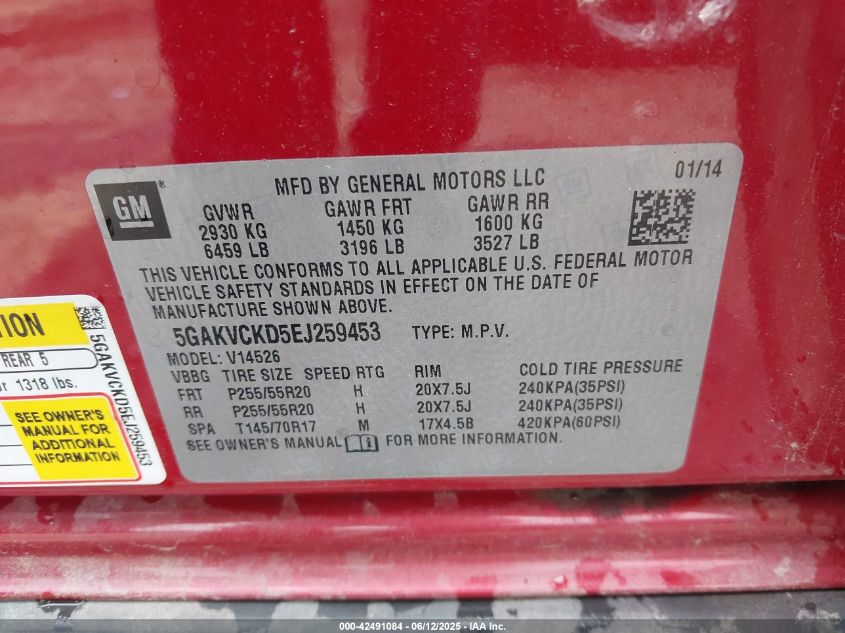 GM®
MFD BY GENERAL MOTORS LLC 01/14
GVWR GAWR FRT GAWR RR
2930 KG 1450 KG 1600 KG
6459 LB 3196 LB 3527 LB
THIS VEHICLE CONFORMS TO ALL APPLICABLE U.S. FEDERAL MOTOR
VEHICLE SAFETY STANDARDS IN EFFECT ON THE DATE OF
MANUFACTURE SHOWN ABOVE.
5GAKVCKD5EJ259453 TYPE: M.P.V.
MODEL: V14526
VBBG TIRE SIZE SPEED RTG RIM COLD TIRE PRESSURE
FRT P255/55R20 H 20X7.5J 240KPA(35PSI)
RR P255/55R20 H 20X7.5J 240KPA(35PSI)
SPA T145/70R17 M 17X4.5B 420KPA(60PSI)
SEE OWNER'S MANUAL FOR MORE INFORMATION.
REAR 5
1318 lbs.
SEE OWNER'S
MANUAL FOR
ADDITIONAL
INFORMATION
5GAKVCKD5EJ259453
000-42491084 - 06/12/2025 - IAAI Buyer